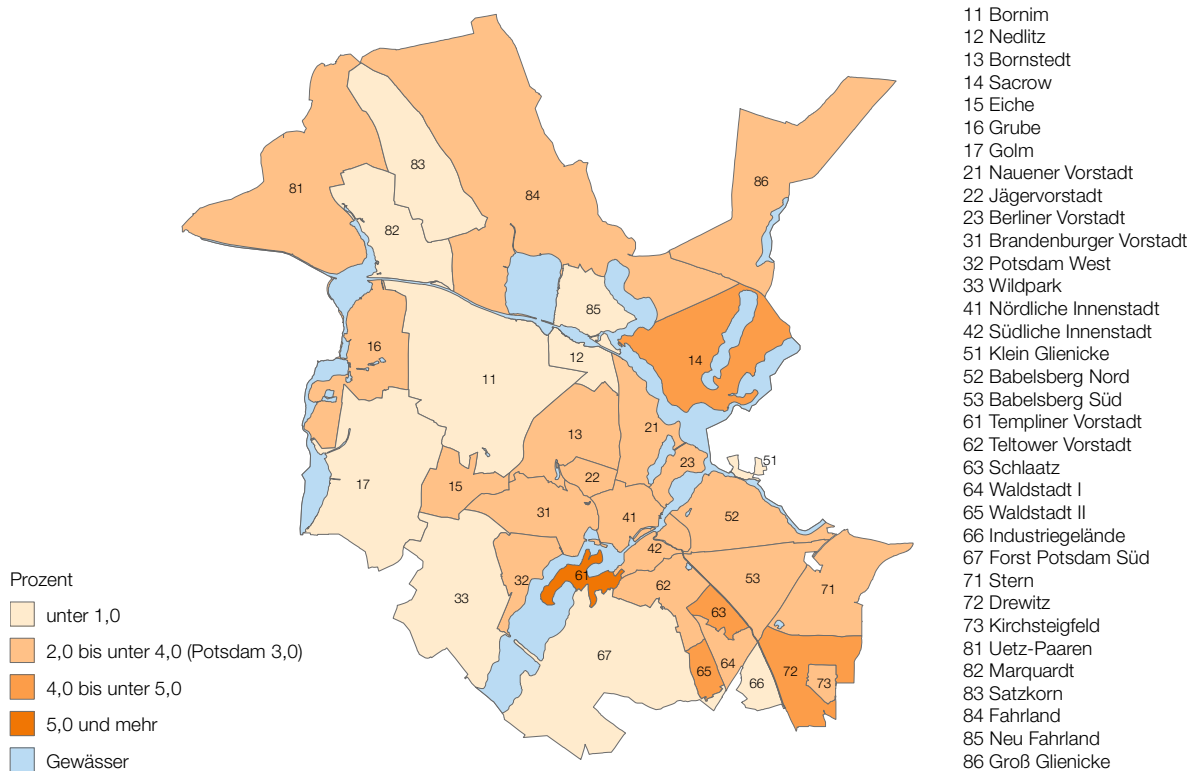 11 Bornim
12 Nedlitz
13 Bornstedt
14 Sacrow
15 Eiche
16 Grube
17 Golm
21 Nauener Vorstadt
22 Jägervorstadt
23 Berliner Vorstadt
31 Brandenburger Vorstadt
32 Potsdam West
33 Wildpark
41 Nördliche Innenstadt
42 Südliche Innenstadt
51 Klein Glienicke
52 Babelsberg Nord
53 Babelsberg Süd
61 Templiner Vorstadt
62 Teltower Vorstadt
63 Schlaatz
64 Waldstadt I
65 Waldstadt II
66 Industriegelände
67 Forst Potsdam Süd
71 Stern
72 Drewitz
73 Kirchsteigfeld
81 Uetz-Paaren
82 Marquardt
83 Satzkorn
84 Fahrland
85 Neu Fahrland
86 Groß Glienicke
83
86
81
84
82
85
16
12
14
11
13
21
23
51
22
17
15
31
41
52
42
61
32
62
53
71
33
63
67
65
64
66
72
73
Prozent
unter 1,0
2,0 bis unter 4,0 (Potsdam 3,0)
4,0 bis unter 5,0
5,0 und mehr
Gewässer